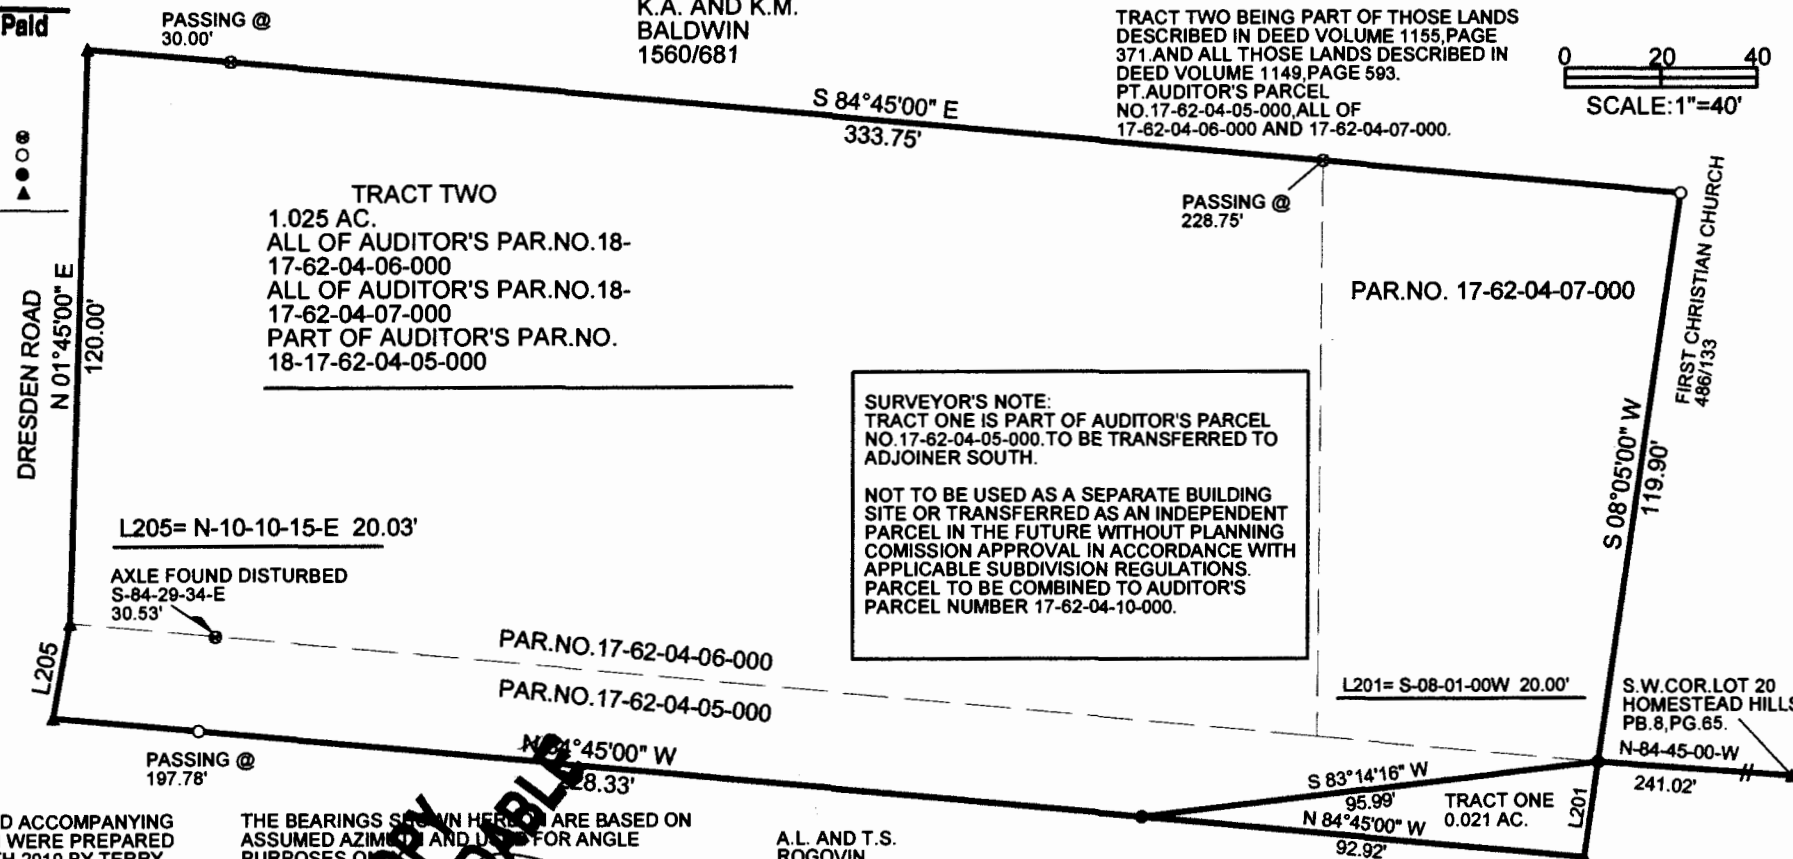 Paid
PASSING @
30.00'
K.A. AND K.M.
BALDWIN
1560/681
TRACT TWO BEING PART OF THOSE LANDS
DESCRIBED IN DEED VOLUME 1155,PAGE
371.AND ALL THOSE LANDS DESCRIBED IN
DEED VOLUME 1149,PAGE 593.
PT.AUDITOR'S PARCEL
NO.17-62-04-05-000,ALL OF
17-62-04-06-000 AND 17-62-04-07-000.
0 20 40
SCALE:1"=40'
S 84°45'00" E
333.75'
PASSING @
228.75'
TRACT TWO
1.025 AC.
ALL OF AUDITOR'S PAR.NO.18-
17-62-04-06-000
ALL OF AUDITOR'S PAR.NO.18-
17-62-04-07-000
PART OF AUDITOR'S PAR.NO.
18-17-62-04-05-000
DRESDEN ROAD
N 01°45'00" E
120.00'
PAR.NO. 17-62-04-07-000
FIRST CHRISTIAN CHURCH
486/133
S 08°05'00" W
119.90'
SURVEYOR'S NOTE:
TRACT ONE IS PART OF AUDITOR'S PARCEL
NO.17-62-04-05-000.TO BE TRANSFERRED TO
ADJOINER SOUTH.
NOT TO BE USED AS A SEPARATE BUILDING
SITE OR TRANSFERRED AS AN INDEPENDENT
PARCEL IN THE FUTURE WITHOUT PLANNING
COMISSION APPROVAL IN ACCORDANCE WITH
APPLICABLE SUBDIVISION REGULATIONS.
PARCEL TO BE COMBINED TO AUDITOR'S
PARCEL NUMBER 17-62-04-10-000.
L205= N-10-10-15-E 20.03'
AXLE FOUND DISTURBED
S-84-29-34-E
30.53'
L205
PAR.NO.17-62-04-06-000
PAR.NO.17-62-04-05-000
L201= S-08-01-00W 20.00'
S.W.COR.LOT 20
HOMESTEAD HILLS
PB.8,PG.65.
N-84-45-00-W
241.02'
PASSING @
197.78'
°45'00" W
28.33'
S 83°14'16" W
95.99'
TRACT ONE
0.021 AC.
L201
N 84°45'00" W
92.92'
D ACCOMPANYING
WERE PREPARED
2010 BY TERRY
THE BEARINGS SHOWN ARE BASED ON
ASSUMED AND FOR ANGLE
PURPOSES
A.L. AND T.S.
ROGOVIN